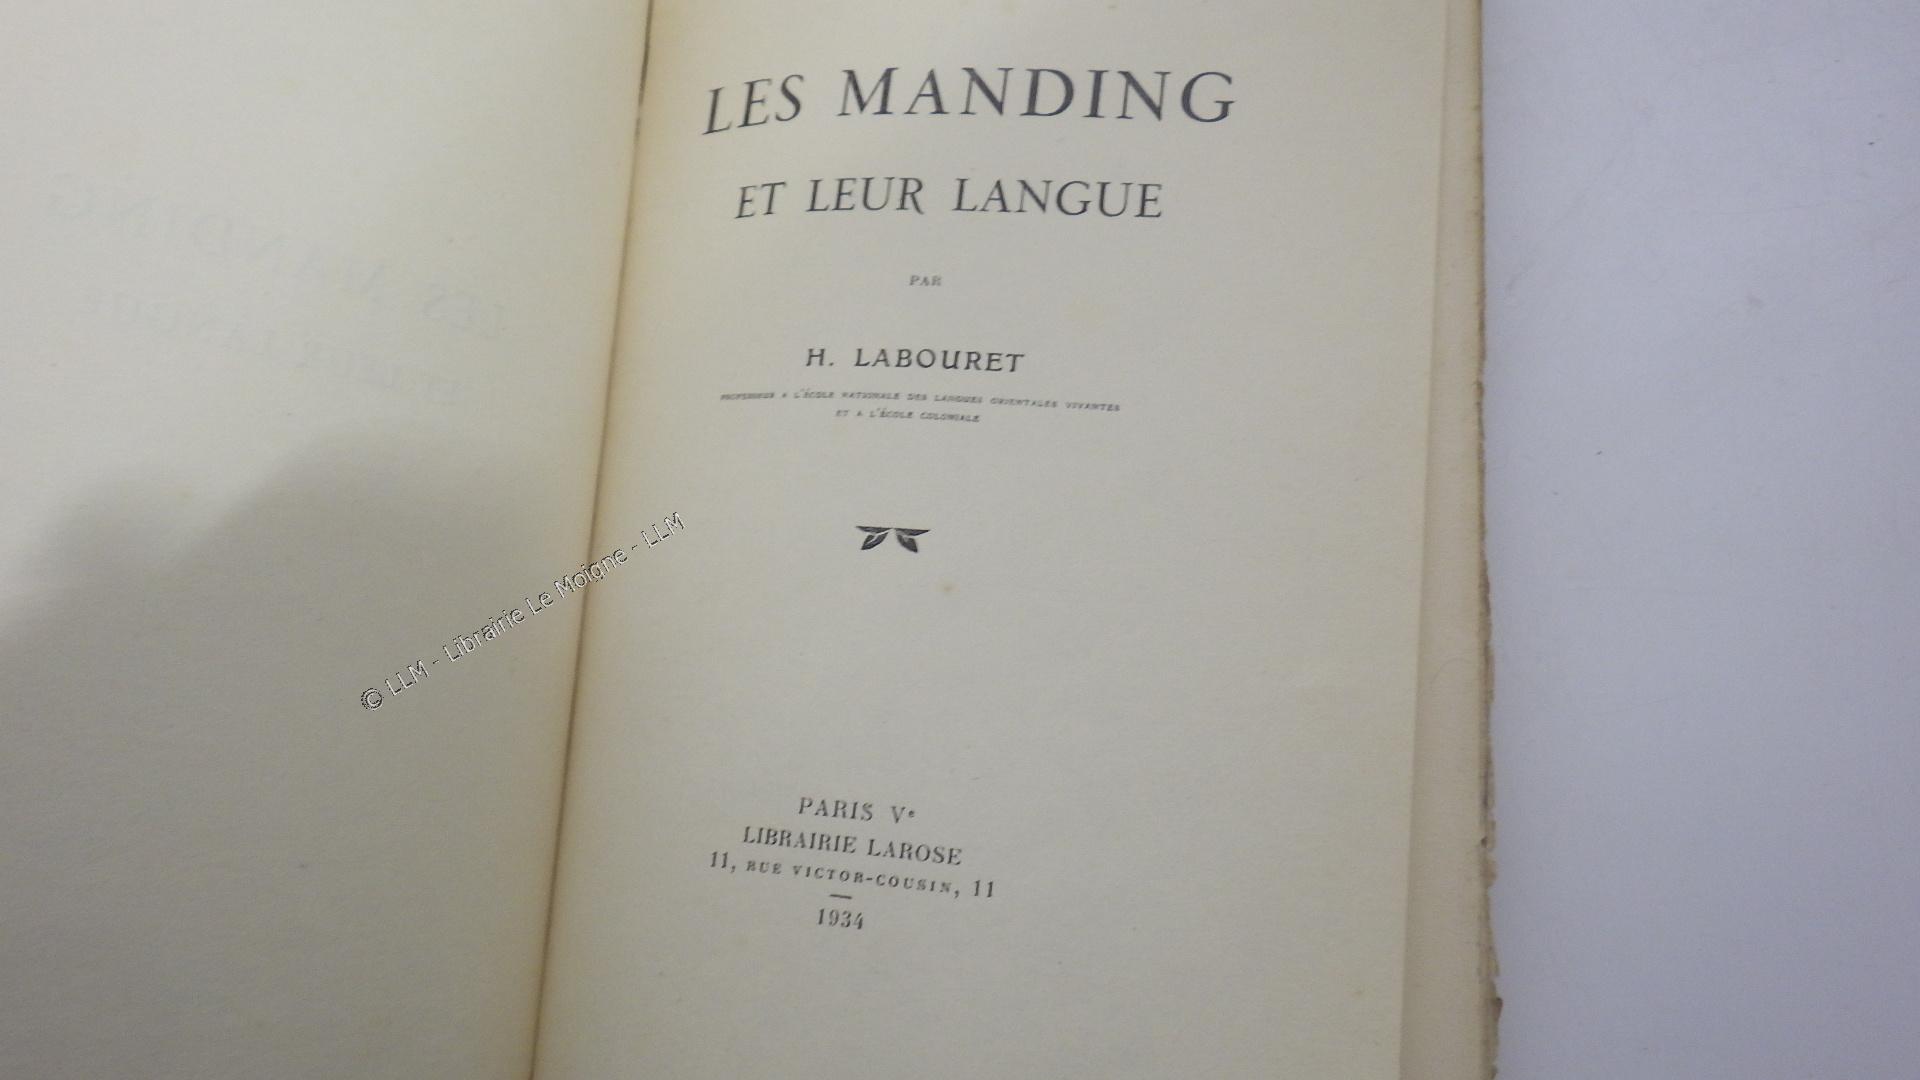 LES MANDING
ET LEUR LANGUE
PAR
H. LABOURET
PROFESSEUR A L'ÉCOLE NATIONALE DES LANGUES ORIENTALES VIVANTES
ET A L'ÉCOLE COLONIALE
© LLM - Librairie Le Moigne - LLM
PARIS Ve
LIBRAIRIE LAROSE
11, RUE VICTOR-COUSIN, 11
1934